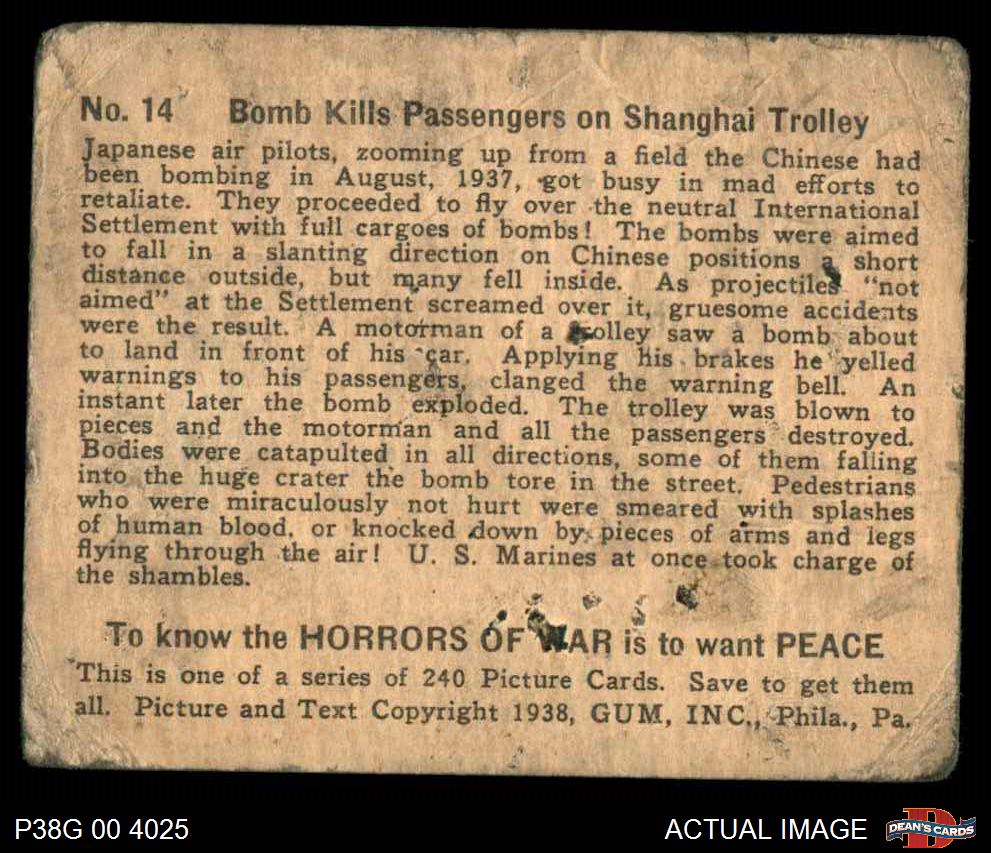 No. 14 Bomb Kills Passengers on Shanghai Trolley
Japanese air pilots, zooming up from a field the Chinese had
been bombing in August, 1937, got busy in mad efforts to
retaliate. They proceeded to fly over the neutral International
Settlement with full cargoes of bombs! The bombs were aimed
to fall in a slanting direction on Chinese positions a short
distance outside, but many fell inside. As projectiles "not
aimed" at the Settlement screamed over it, gruesome accidents
were the result. A motorman of a trolley saw a bomb about
to land in front of his car. Applying his brakes he yelled
warnings to his passengers, clanged the warning bell. An
instant later the bomb exploded. The trolley was blown to
pieces and the motorman and all the passengers destroyed.
Bodies were catapulted in all directions, some of them falling
into the huge crater the bomb tore in the street. Pedestrians
who were miraculously not hurt were smeared with splashes
of human blood, or knocked down by pieces of arms and legs
flying through the air! U. S. Marines at once took charge of
the shambles.
To know the HORRORS OF WAR is to want PEACE
This is one of a series of 240 Picture Cards. Save to get them
all. Picture and Text Copyright 1938, GUM, INC., Phila., Pa.
P38G 00 4025
ACTUAL IMAGE
DEAN'S CARDS